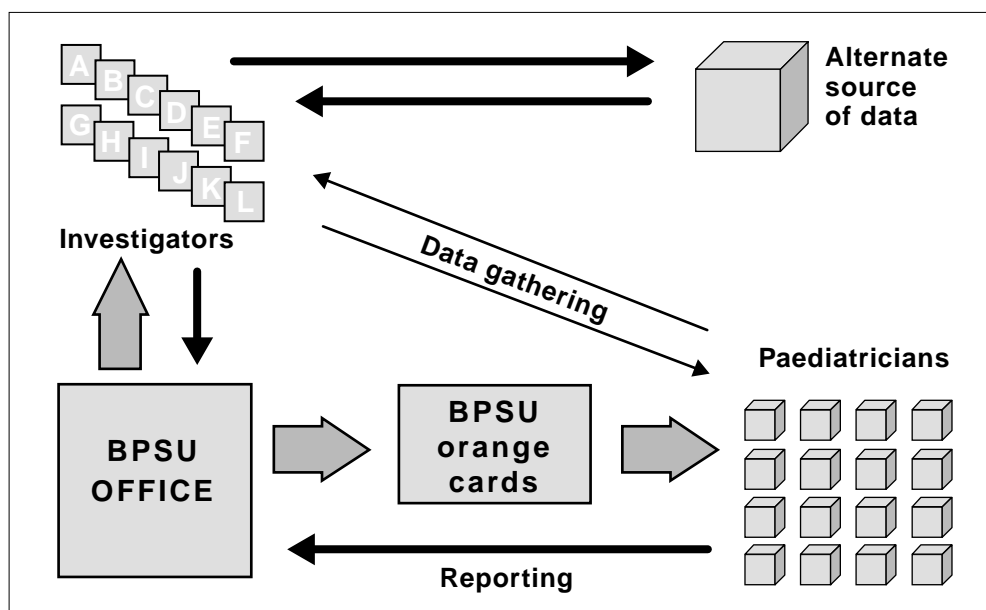 A
B
C
D
E
F
G
H
I
J
K
L
Investigators
Alternate
source
of data
Data gathering
Paediatricians
BPSU
OFFICE
BPSU
orange
cards
Reporting